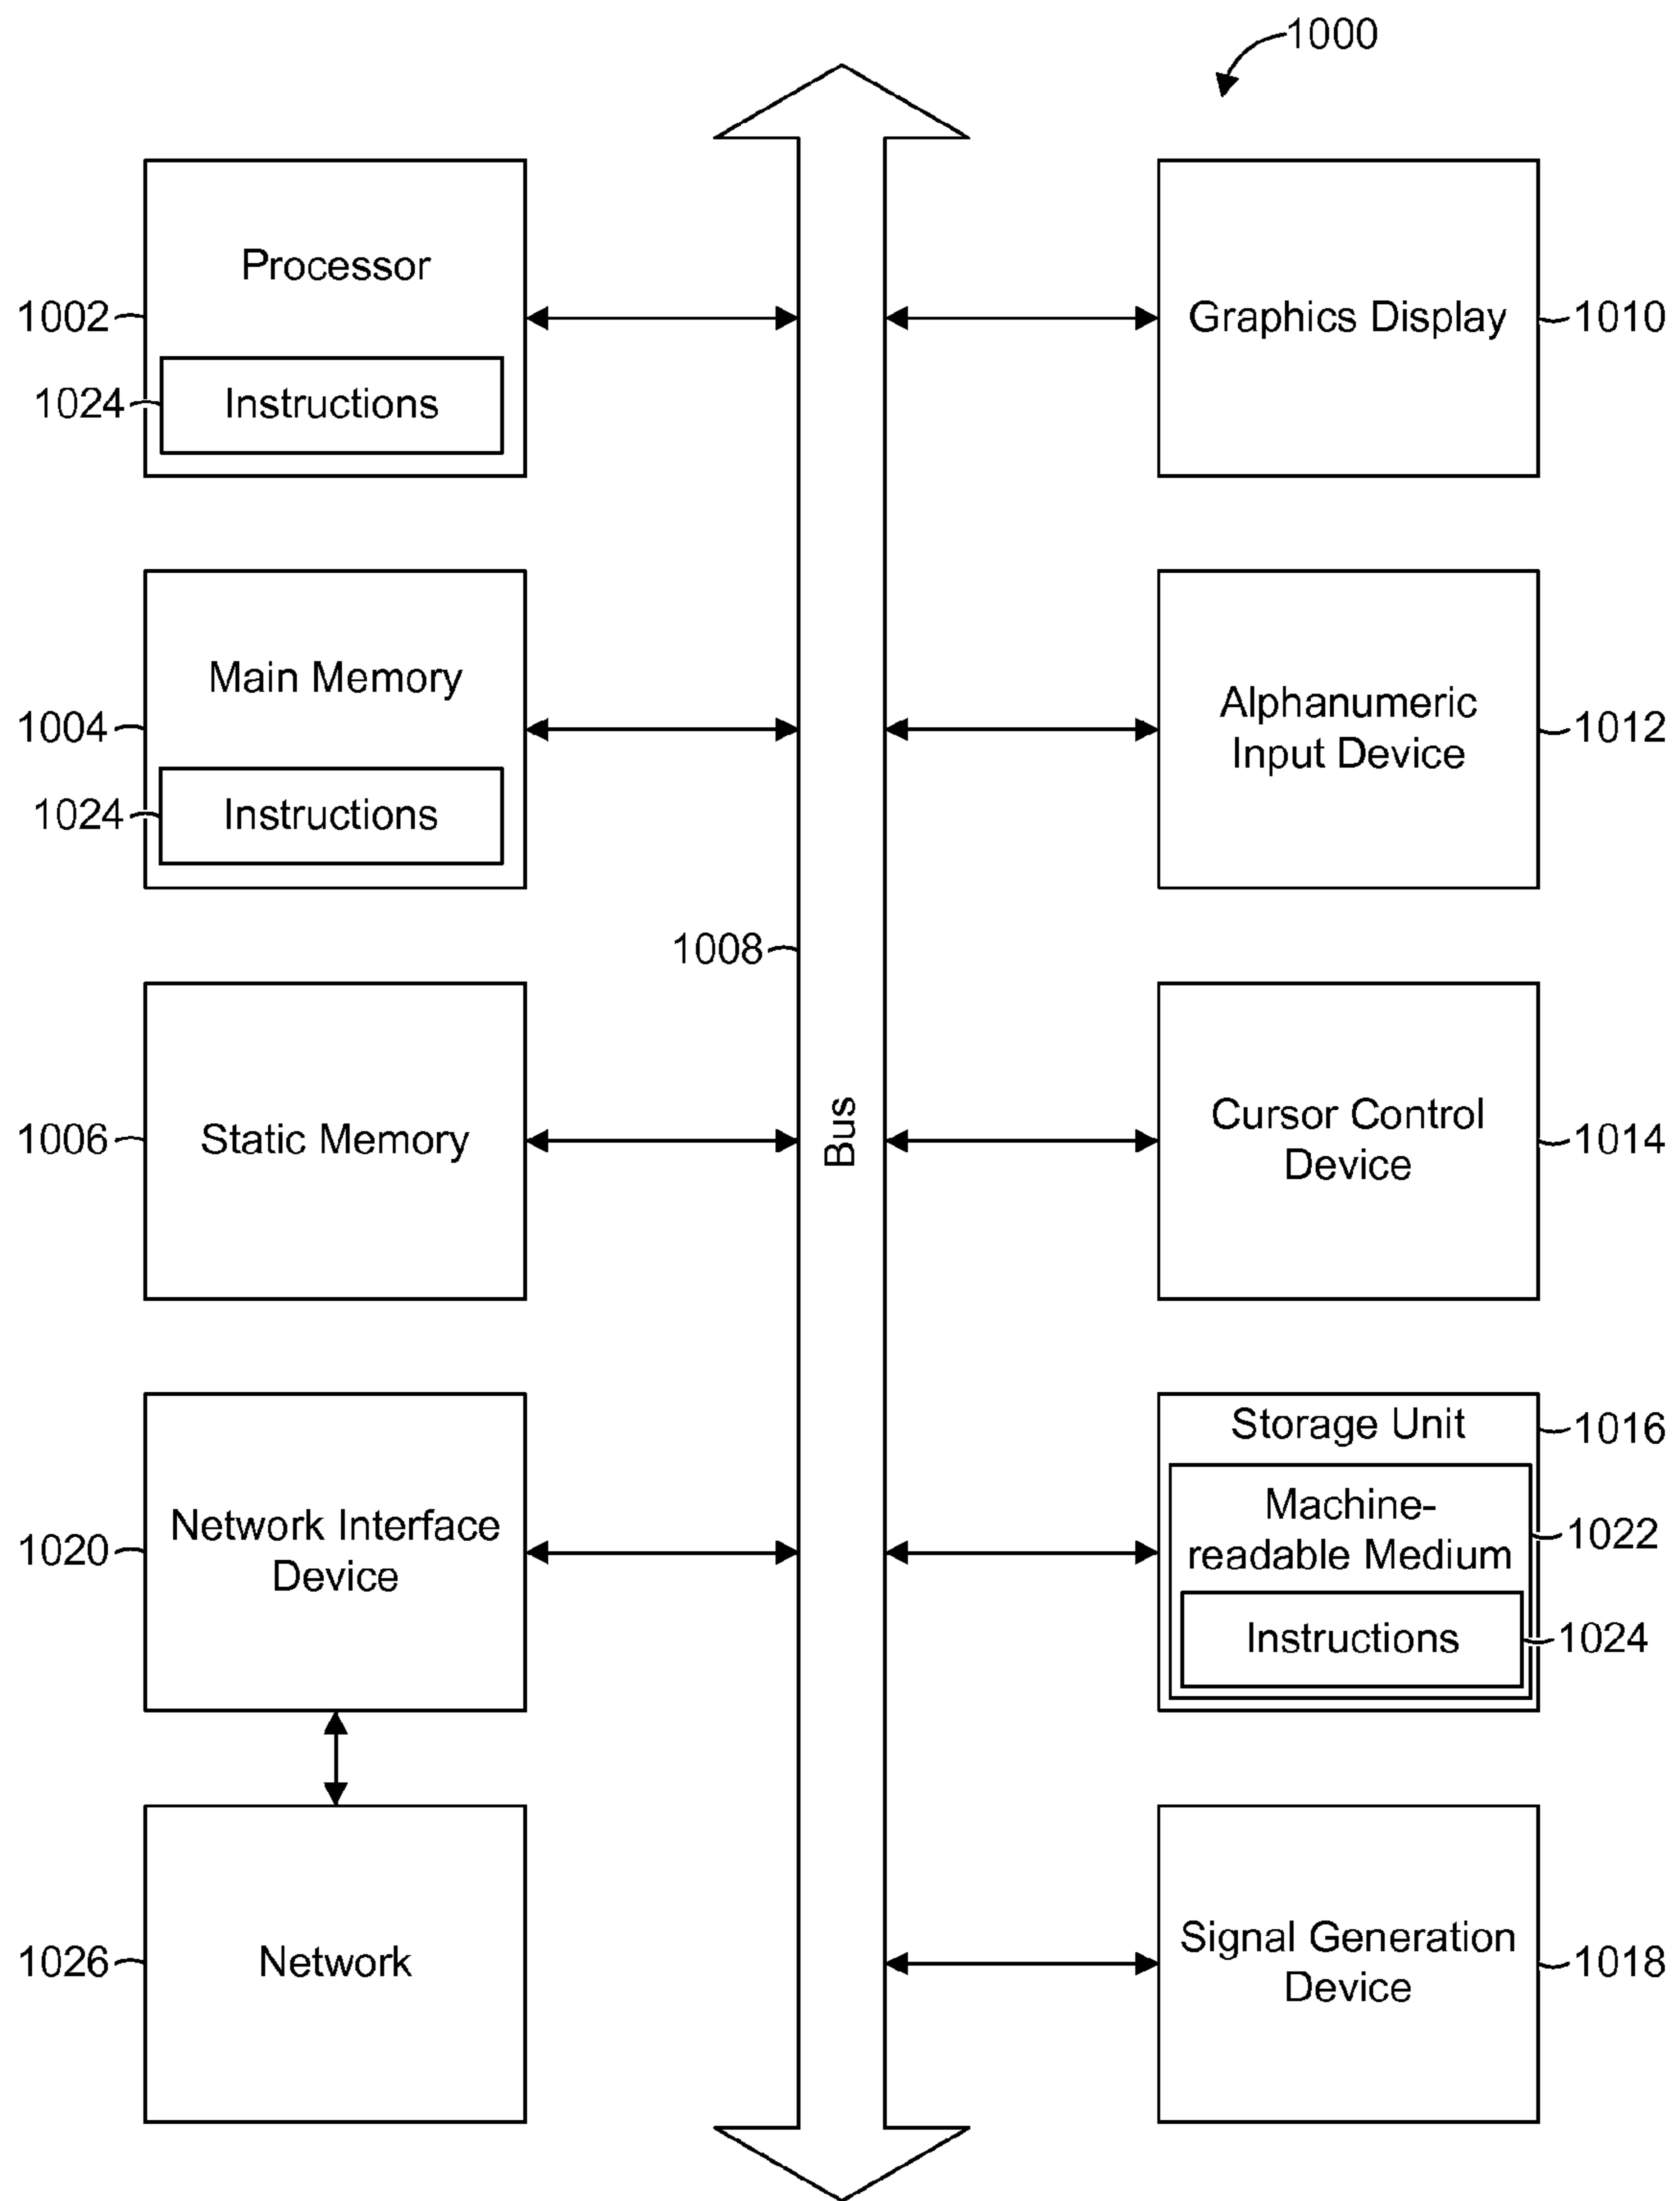 1000
Processor
1002
1024
Instructions
Graphics Display
1010
Main Memory
1004
1024
Instructions
Alphanumeric
Input Device
1012
1008
Bus
Static Memory
1006
Cursor Control
Device
1014
Network Interface
Device
1020
Storage Unit
1016
Machine-
readable Medium
1022
Instructions
1024
Network
1026
Signal Generation
Device
1018